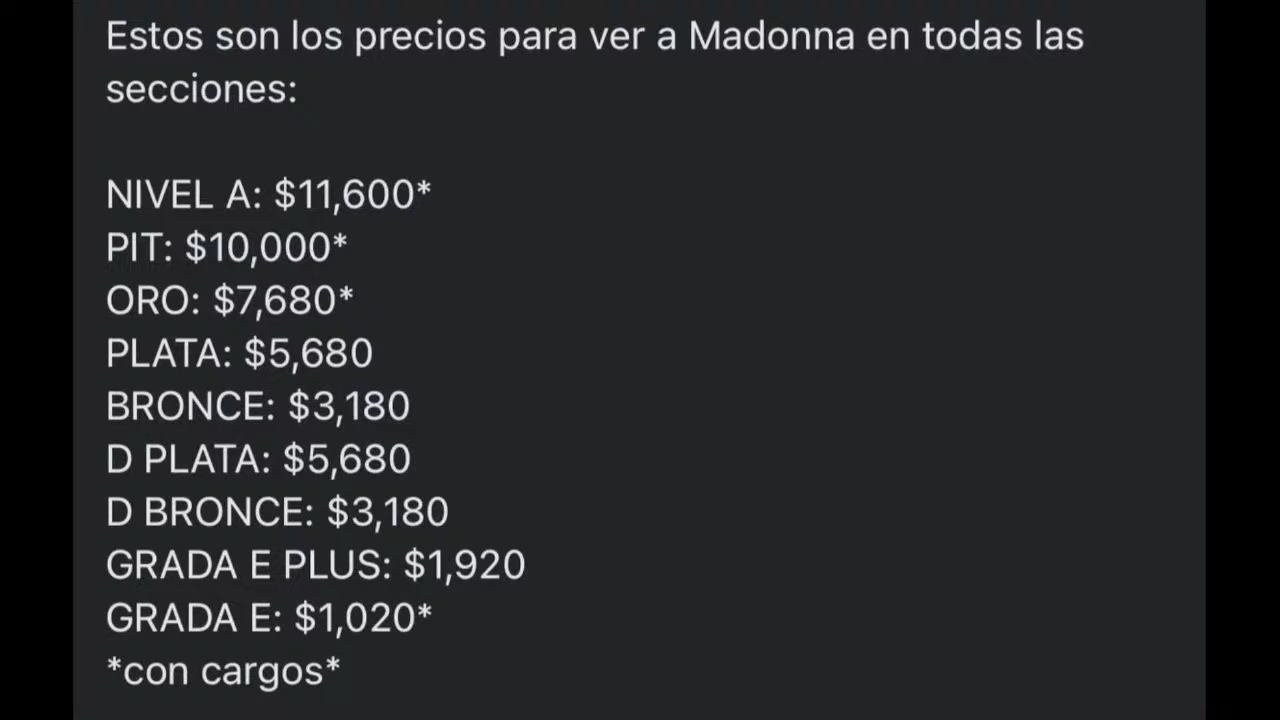 Estos son los precios para ver a Madonna en todas las
secciones:
NIVEL A: $11,600*
PIT: $10,000*
ORO: $7,680*
PLATA: $5,680
BRONCE: $3,180
D PLATA: $5,680
D BRONCE: $3,180
GRADA E PLUS: $1,920
GRADA E: $1,020*
*con cargos*